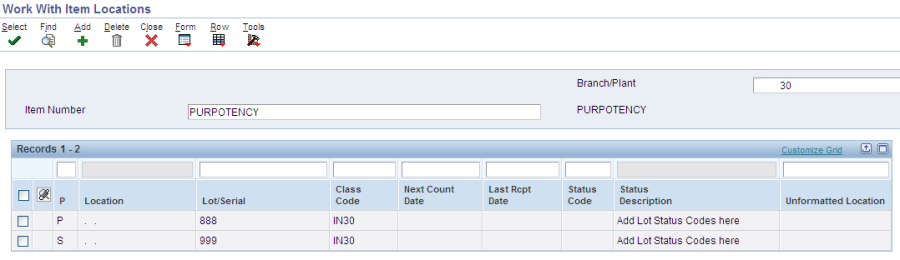 Work With Item Locations
Select Find Add Delete Close Form Row Tools
Branch/Plant 30
Item Number PURPOTENCY PURPOTENCY
Records 1 - 2 Customize Grid
P Location Lot/Serial Class Code Next Count Date Last Rcpt Date Status Code Status Description Unformatted Location
P . . 888 IN30 Add Lot Status Codes here
S . . 999 IN30 Add Lot Status Codes here